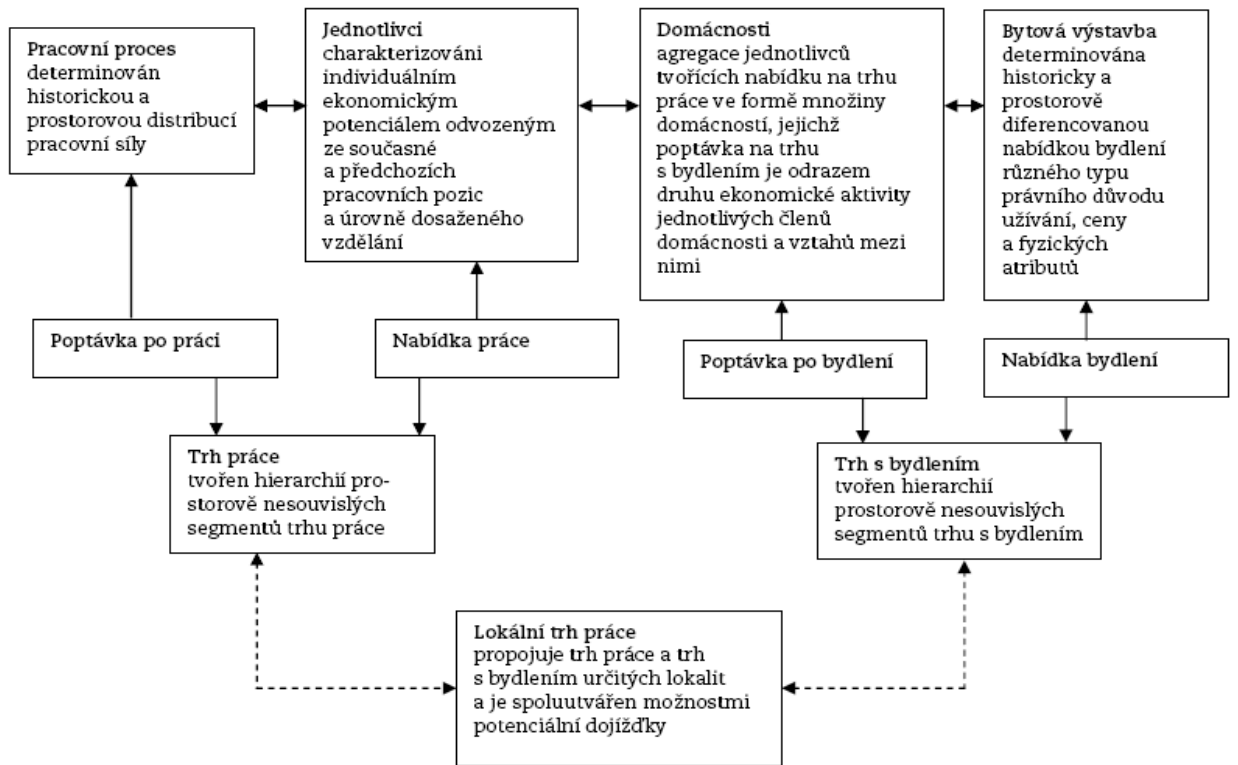 Pracovní proces
determinován
historickou a
prostorovou distribucí
pracovní síly
Jednotlivci
charakterizováni
individuálním
ekonomickým
potenciálem odvozeným
ze současné
a předchozích
pracovních pozic
a úrovně dosaženého
vzdělání
Domácnosti
agregace jednotlivců
tvořících nabídku na trhu
práce ve formě množiny
domácností, jejichž
poptávka na trhu
s bydlením je odrazem
druhu ekonomické aktivity
jednotlivých členů
domácnosti a vztahů mezi
nimi
Bytová výstavba
determinována
historicky a
prostorově
diferencovanou
nabídkou bydlení
různého typu
právního důvodu
užívání, ceny
a fyzických
atributů
Poptávka po práci
Nabídka práce
Poptávka po bydlení
Nabídka bydlení
Trh práce
tvořen hierarchií pro-
storově nesouvislých
segmentů trhu práce
Trh s bydlením
tvořen hierarchií
prostorově nesouvislých
segmentů trhu s bydlením
Lokální trh práce
propojuje trh práce a trh
s bydlením určitých lokalit
a je spoluutvářen možnostmi
potenciální dojížďky